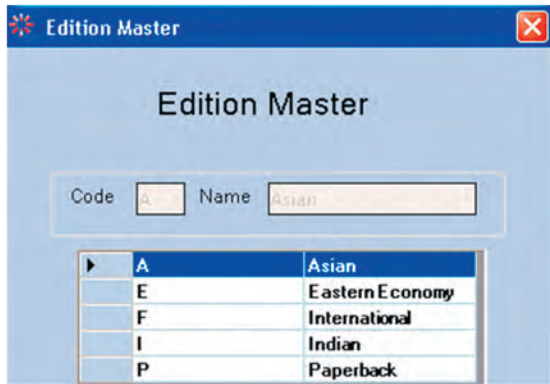 Edition Master
Edition Master
Code A Name Asian
A Asian
E Eastern Economy
F International
I Indian
P Paperback